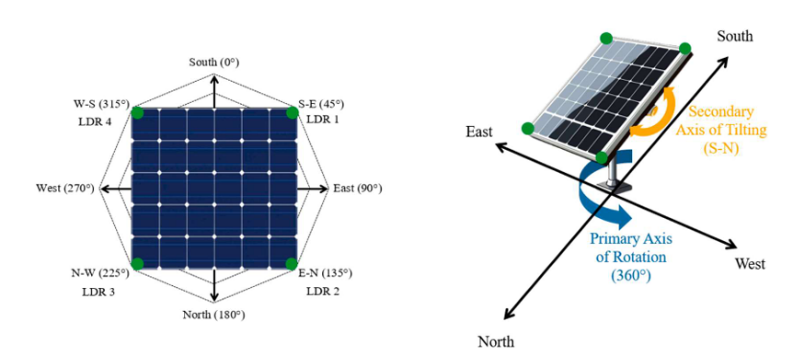 South (0°)
W-S (315°)
LDR 4
S-E (45°)
LDR 1
West (270°)
East (90°)
N-W (225°)
LDR 3
E-N (135°)
LDR 2
North (180°)
South
East
Secondary
Axis of Tilting
(S-N)
Primary Axis
of Rotation
(360°)
West
North